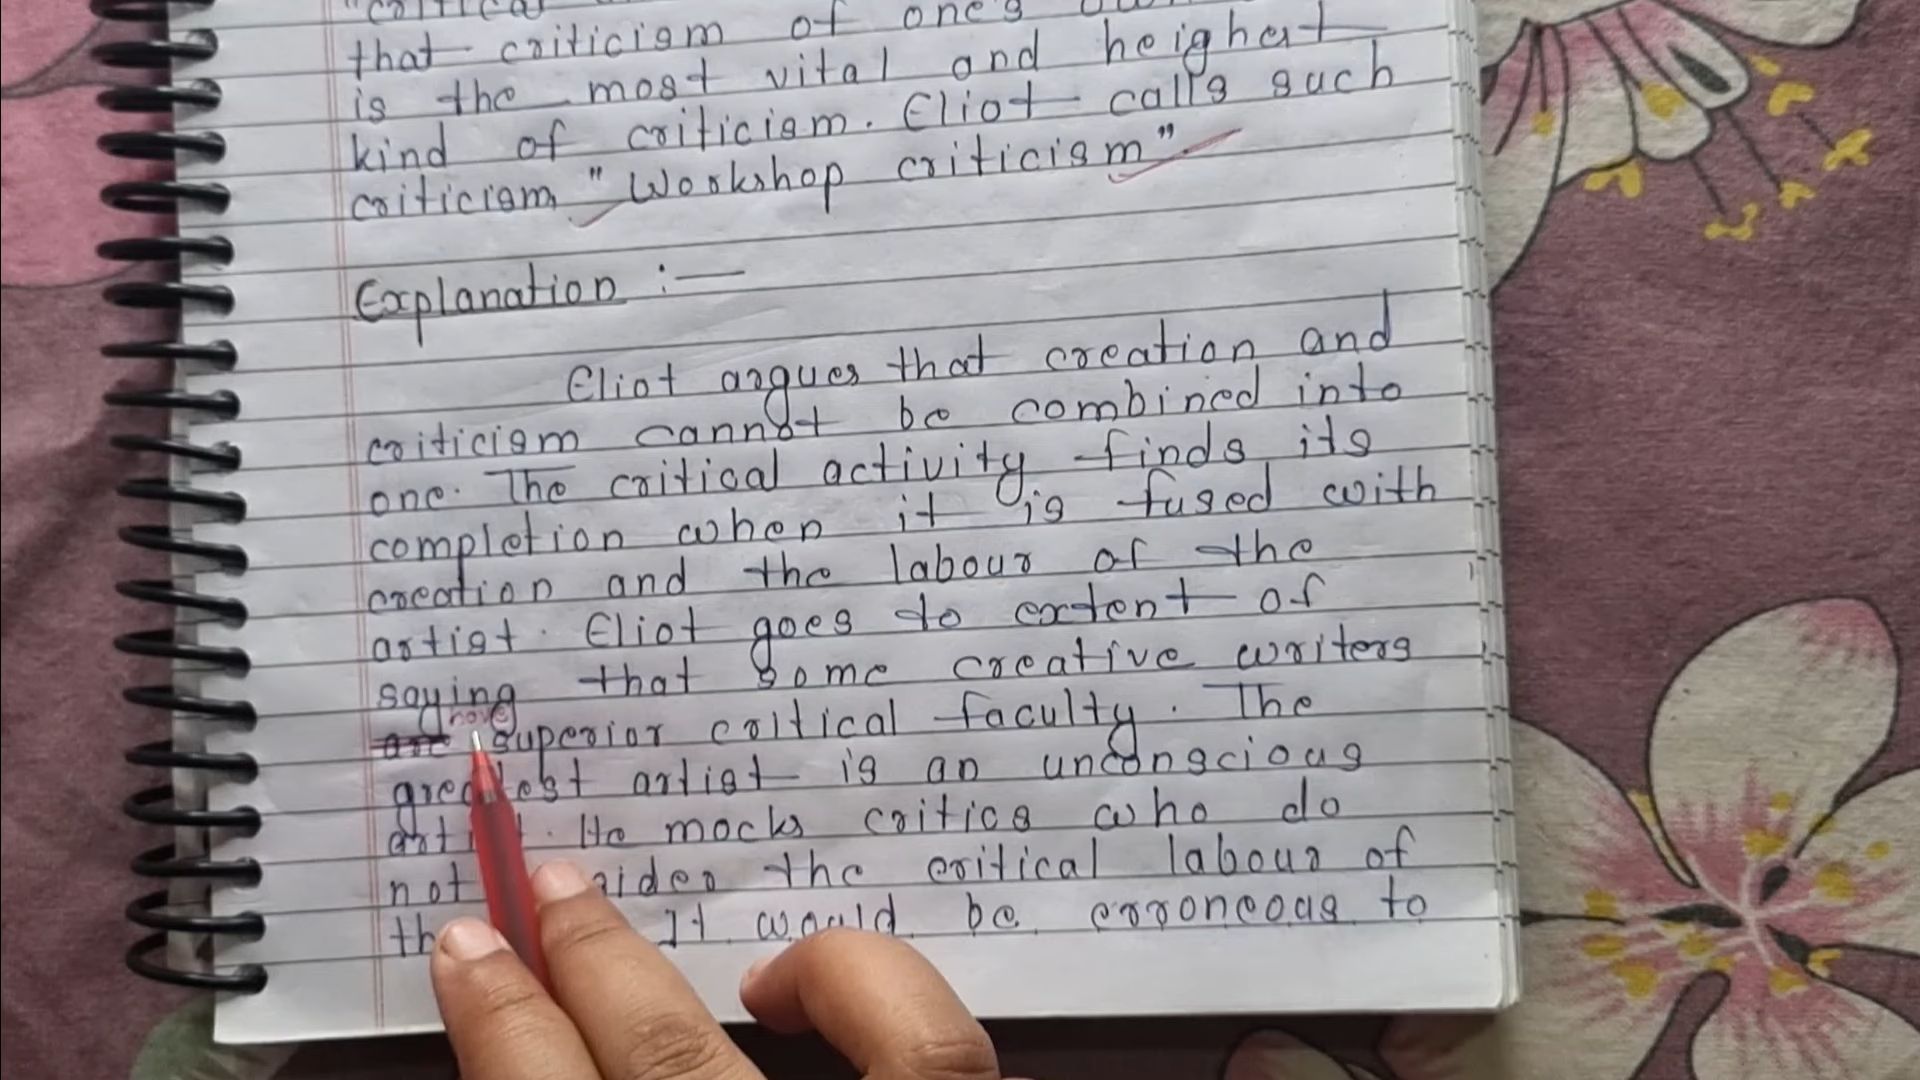 "critical
that criticism of one's
is the most vital and heighest
kind of criticism. Eliot calls such
criticism "Workshop criticism".
Explanation :—
Eliot argues that creation and
criticism cannot be combined into
one. The critical activity finds its
completion when it is fused with
creation and the labour of the
artist. Eliot goes to extent of
saying that some creative writers
are have superior critical faculty. The
greatest artist is an unconscious
He mocks critics who do
not the critical labour of
It would be erroneous to